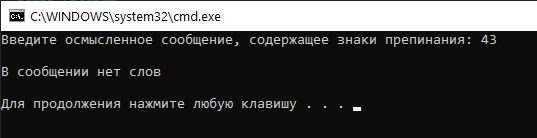 C:\WINDOWS\system32\cmd.exe
Введите осмысленное сообщение, содержащее знаки препинания: 43
В сообщении нет слов
Для продолжения нажмите любую клавишу . . .